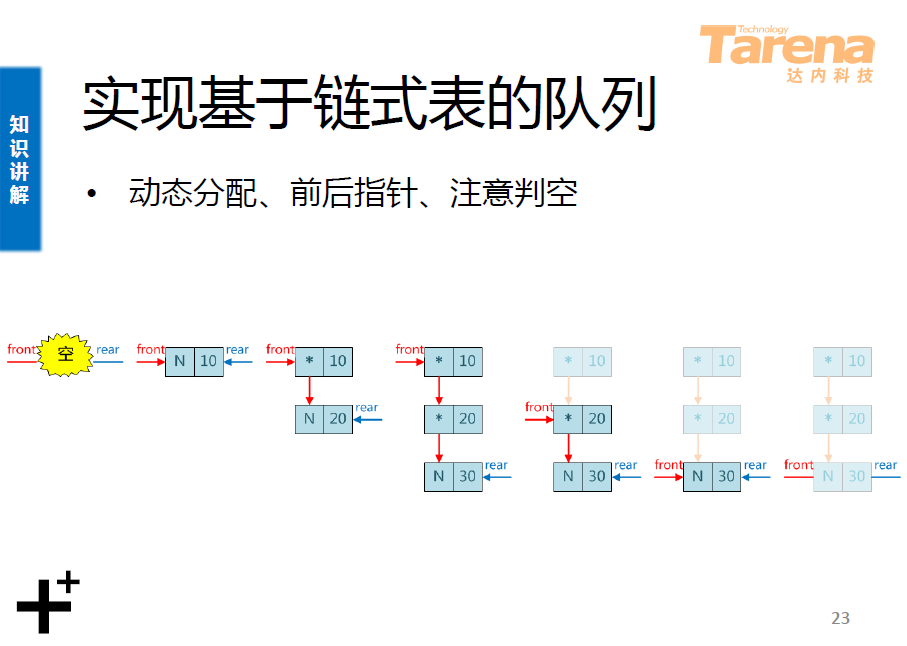 Technology
Tarena
达内科技
知识讲解
实现基于链式表的队列
• 动态分配、前后指针、注意判空
front 空 rear front N 10 rear front * 10 front * 10 * 10 * 10 * 10
N 20 rear * 20 front * 20 * 20 * 20
N 30 rear N 30 rear front N 30 rear front N 30 rear
++
23